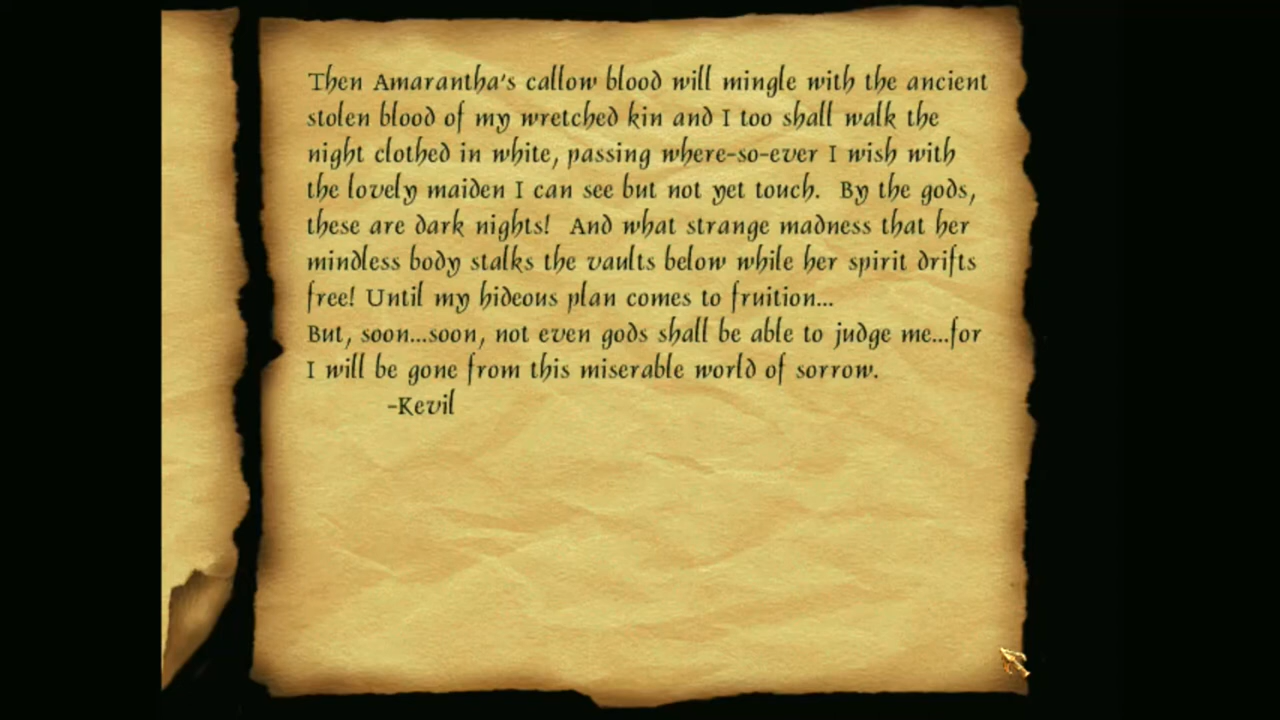 Then Amarantha's callow blood will mingle with the ancient
stolen blood of my wretched kin and I too shall walk the
night clothed in white, passing where-so-ever I wish with
the lovely maiden I can see but not yet touch.  By the gods,
these are dark nights!  And what strange madness that her
mindless body stalks the vaults below while her spirit drifts
free! Until my hideous plan comes to fruition...
But, soon...soon, not even gods shall be able to judge me...for
I will be gone from this miserable world of sorrow.
-Kevil